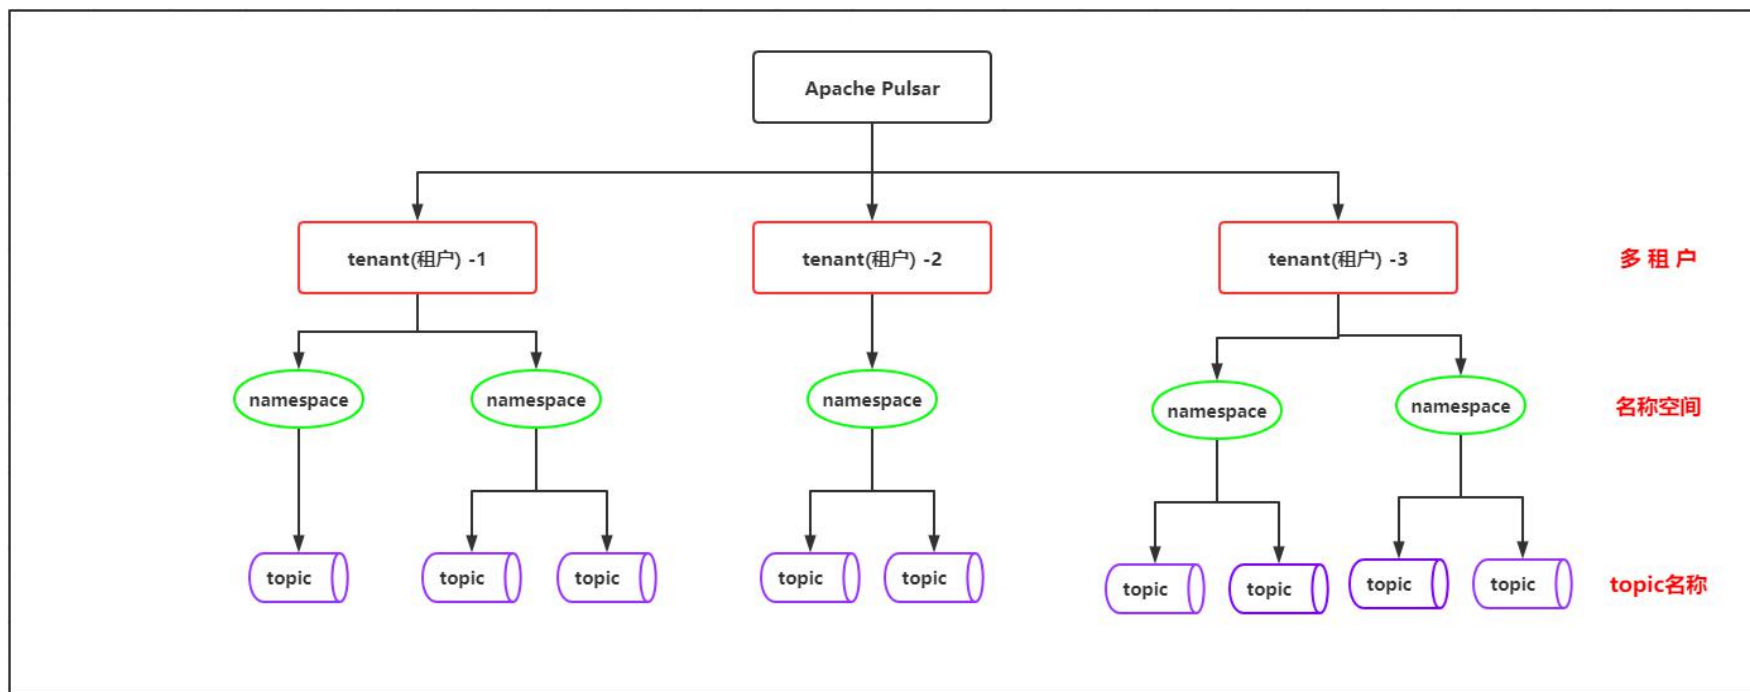 Apache Pulsar
tenant(租户) -1
tenant(租户) -2
tenant(租户) -3
多 租 户
namespace
namespace
namespace
namespace
namespace
名称空间
topic
topic
topic
topic
topic
topic
topic
topic
topic
topic名称